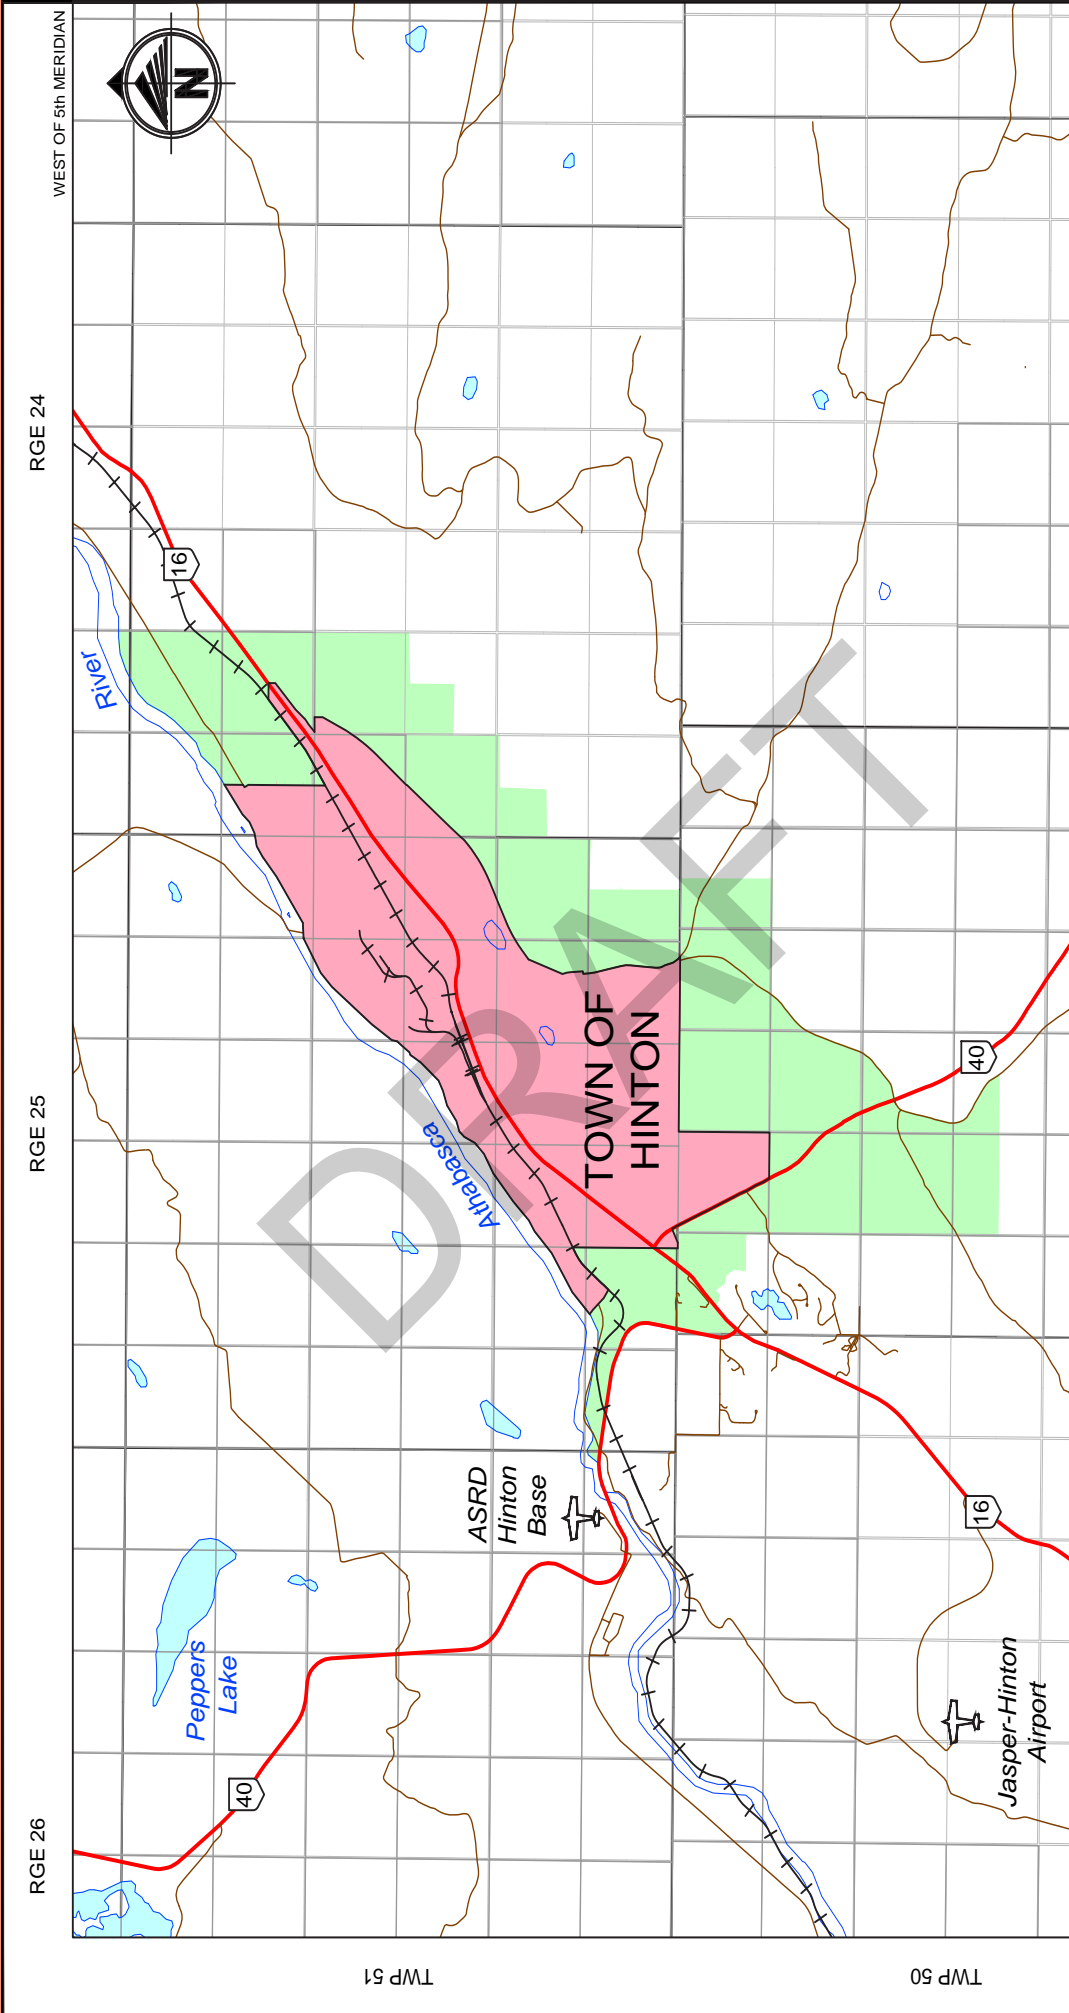 WEST OF 5th MERIDIAN
RGE 24
RGE 25
RGE 26
N
16
River
TOWN OF
HINTON
Athabasca
40
ASRD
Hinton
Base
16
Peppers
Lake
40
Jasper-Hinton
Airport
TWP 51
TWP 50
DRAFT